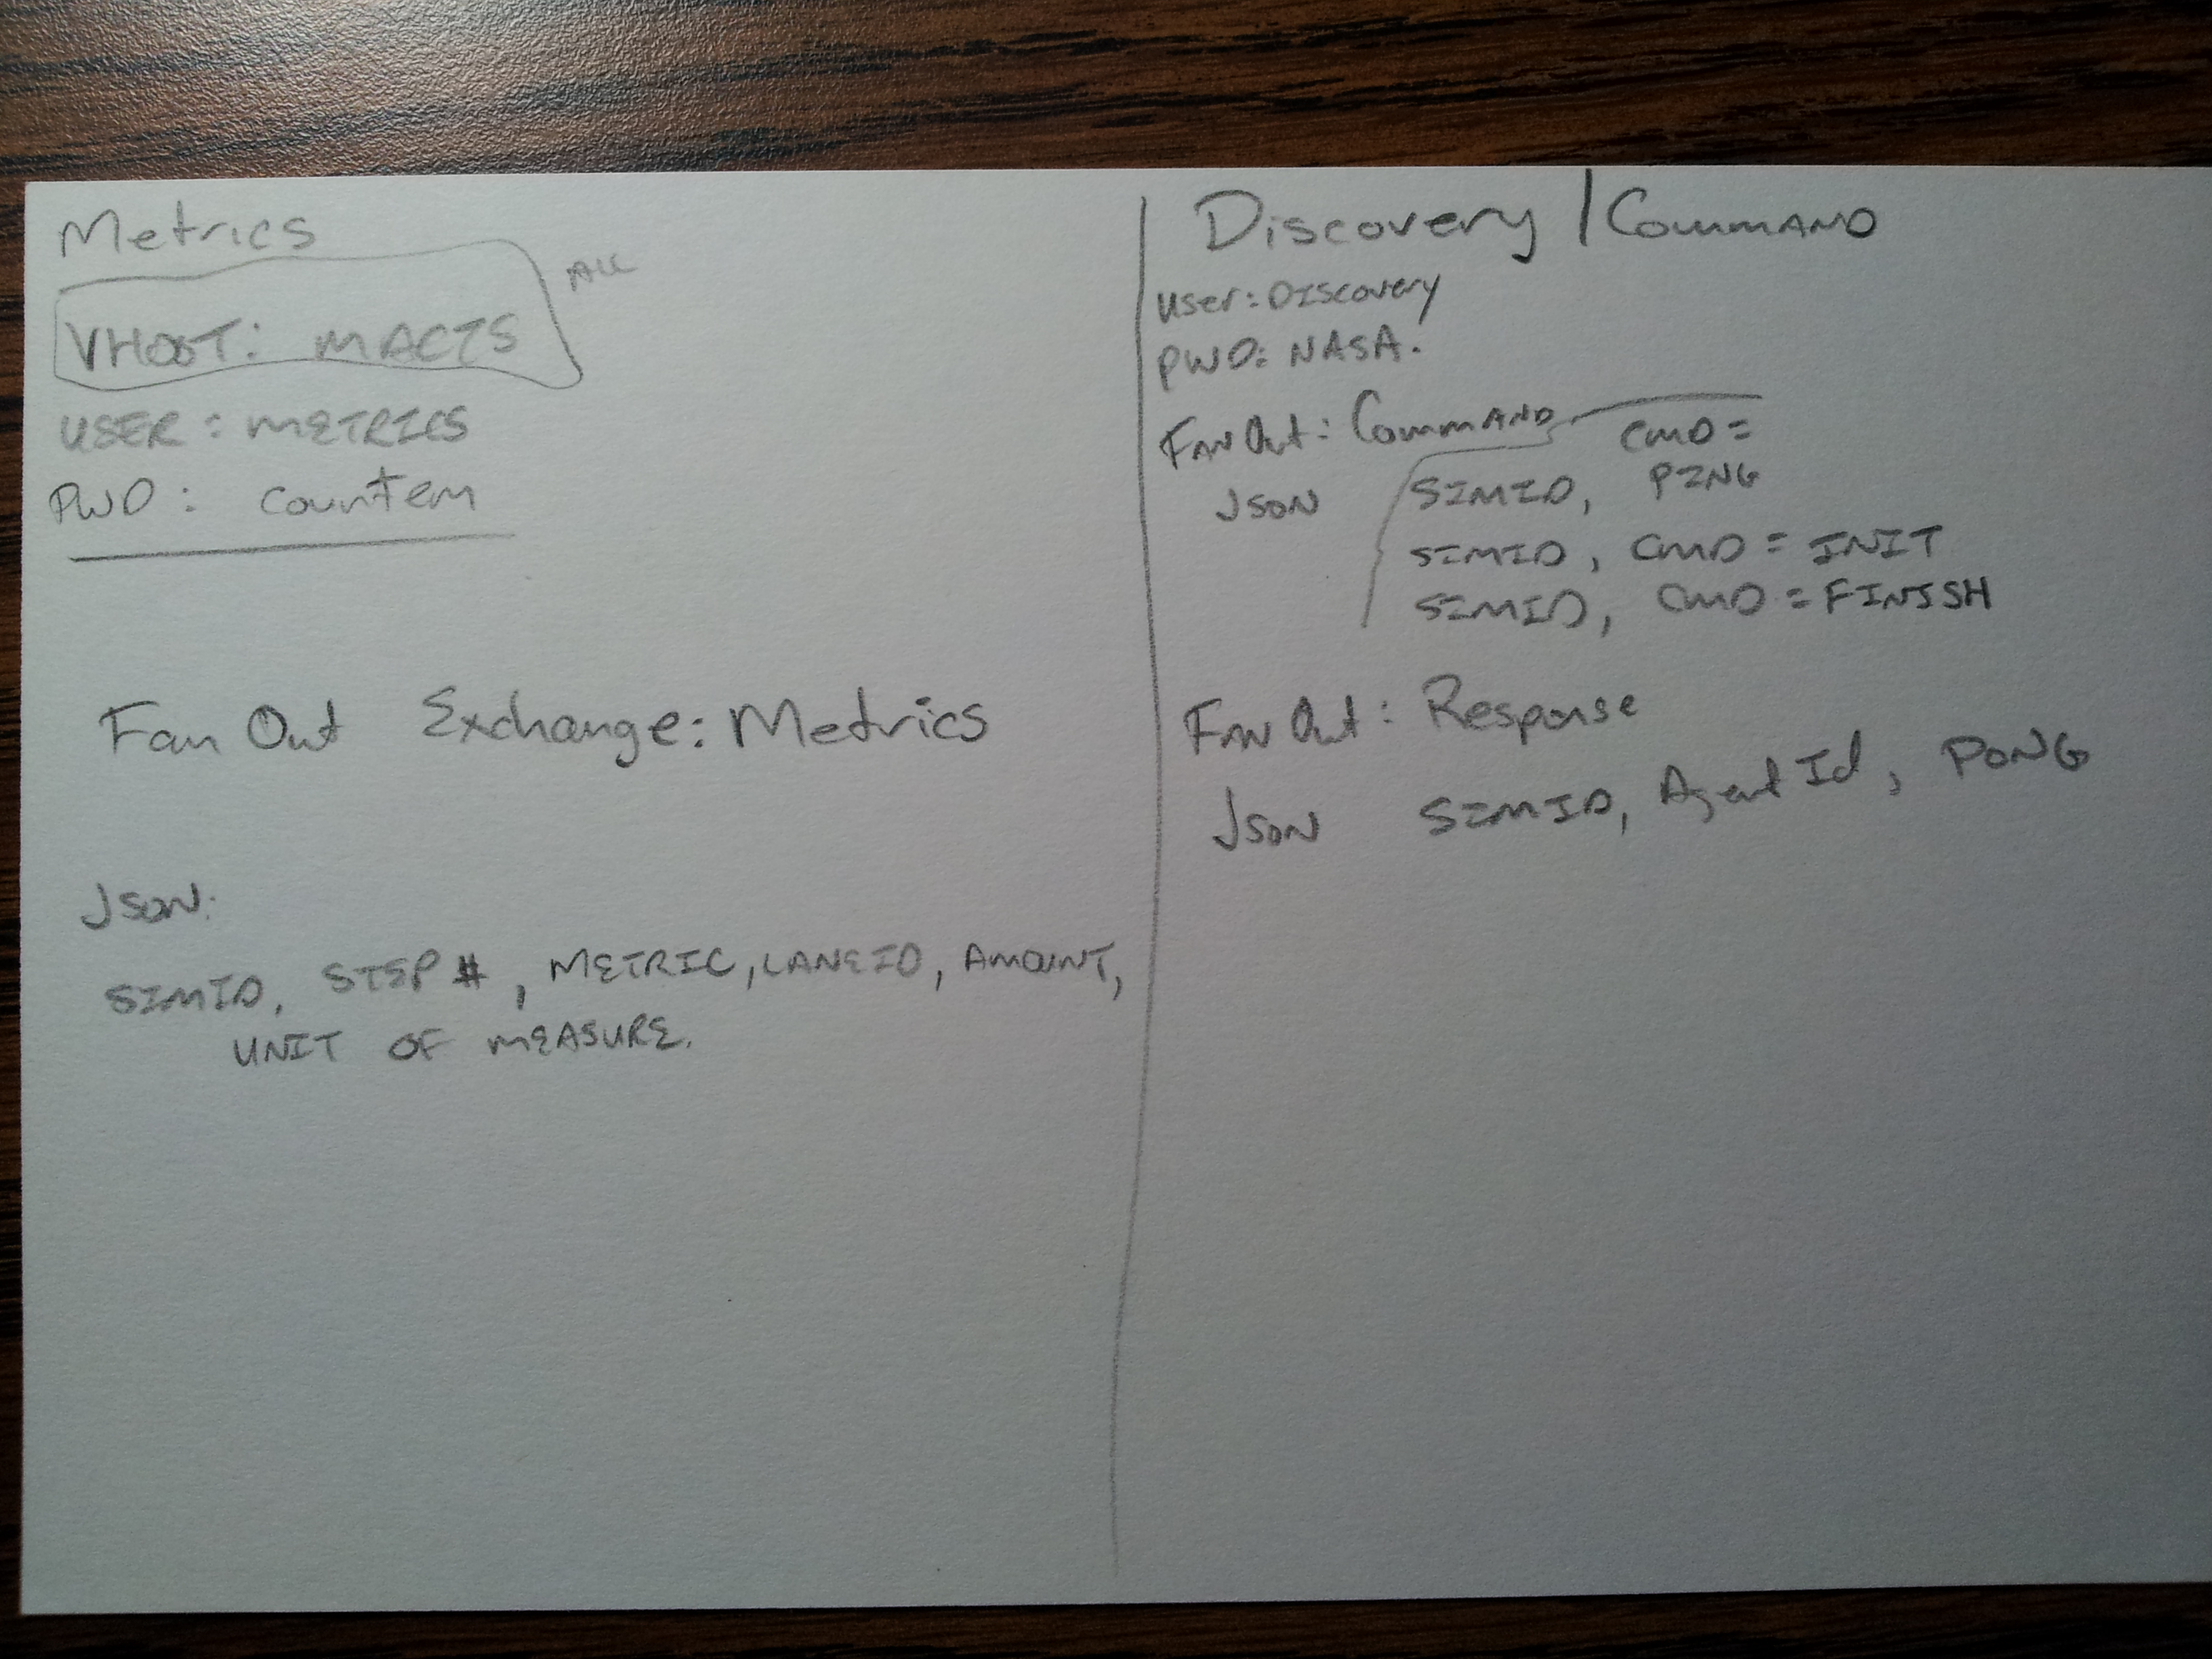 Metrics
ALL
VHOST: MACTS
USER: METRICS
PWD: countem
Fan Out Exchange: Metrics
Json:
SIMID, STEP #, METRIC, LANEID, AMOUNT,
UNIT OF MEASURE.
Discovery / Command
User: Discovery
PWD: NASA.
Fan Out: Command
Json SIMID, CMD = PING
SIMID, CMD = INIT
SIMID, CMD = FINISH
Fan Out: Response
Json SIMID, Agent Id, PONG